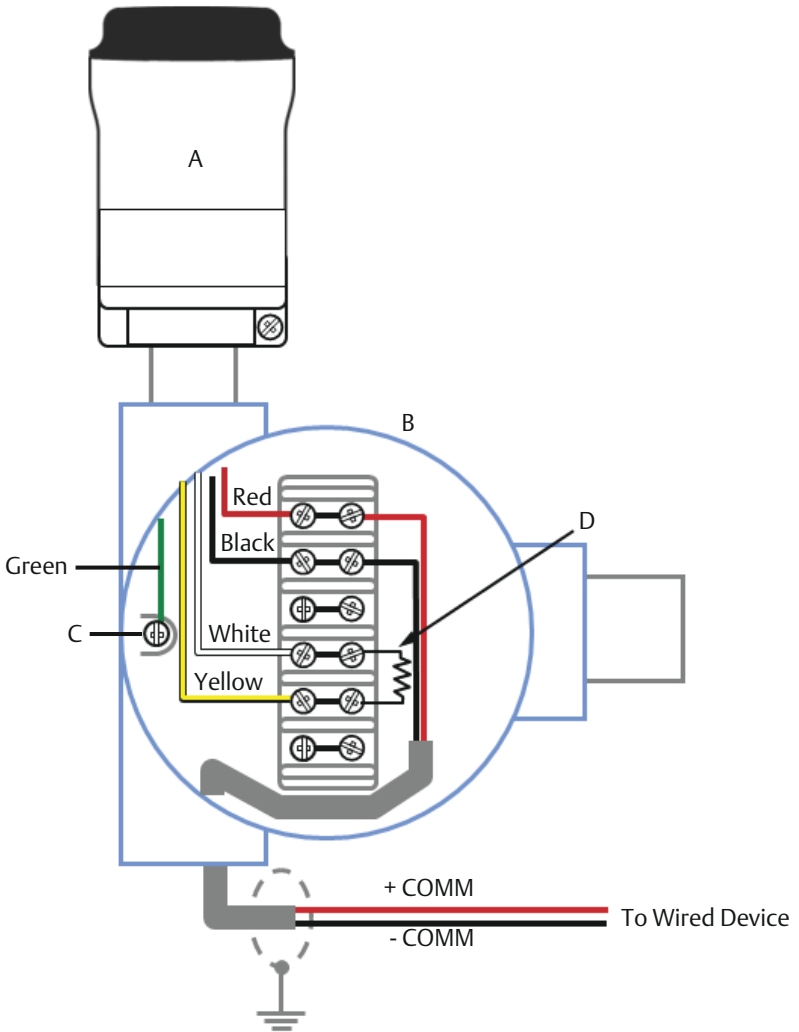 A
B
Red
D
Black
Green
C
White
Yellow
+ COMM
To Wired Device
- COMM